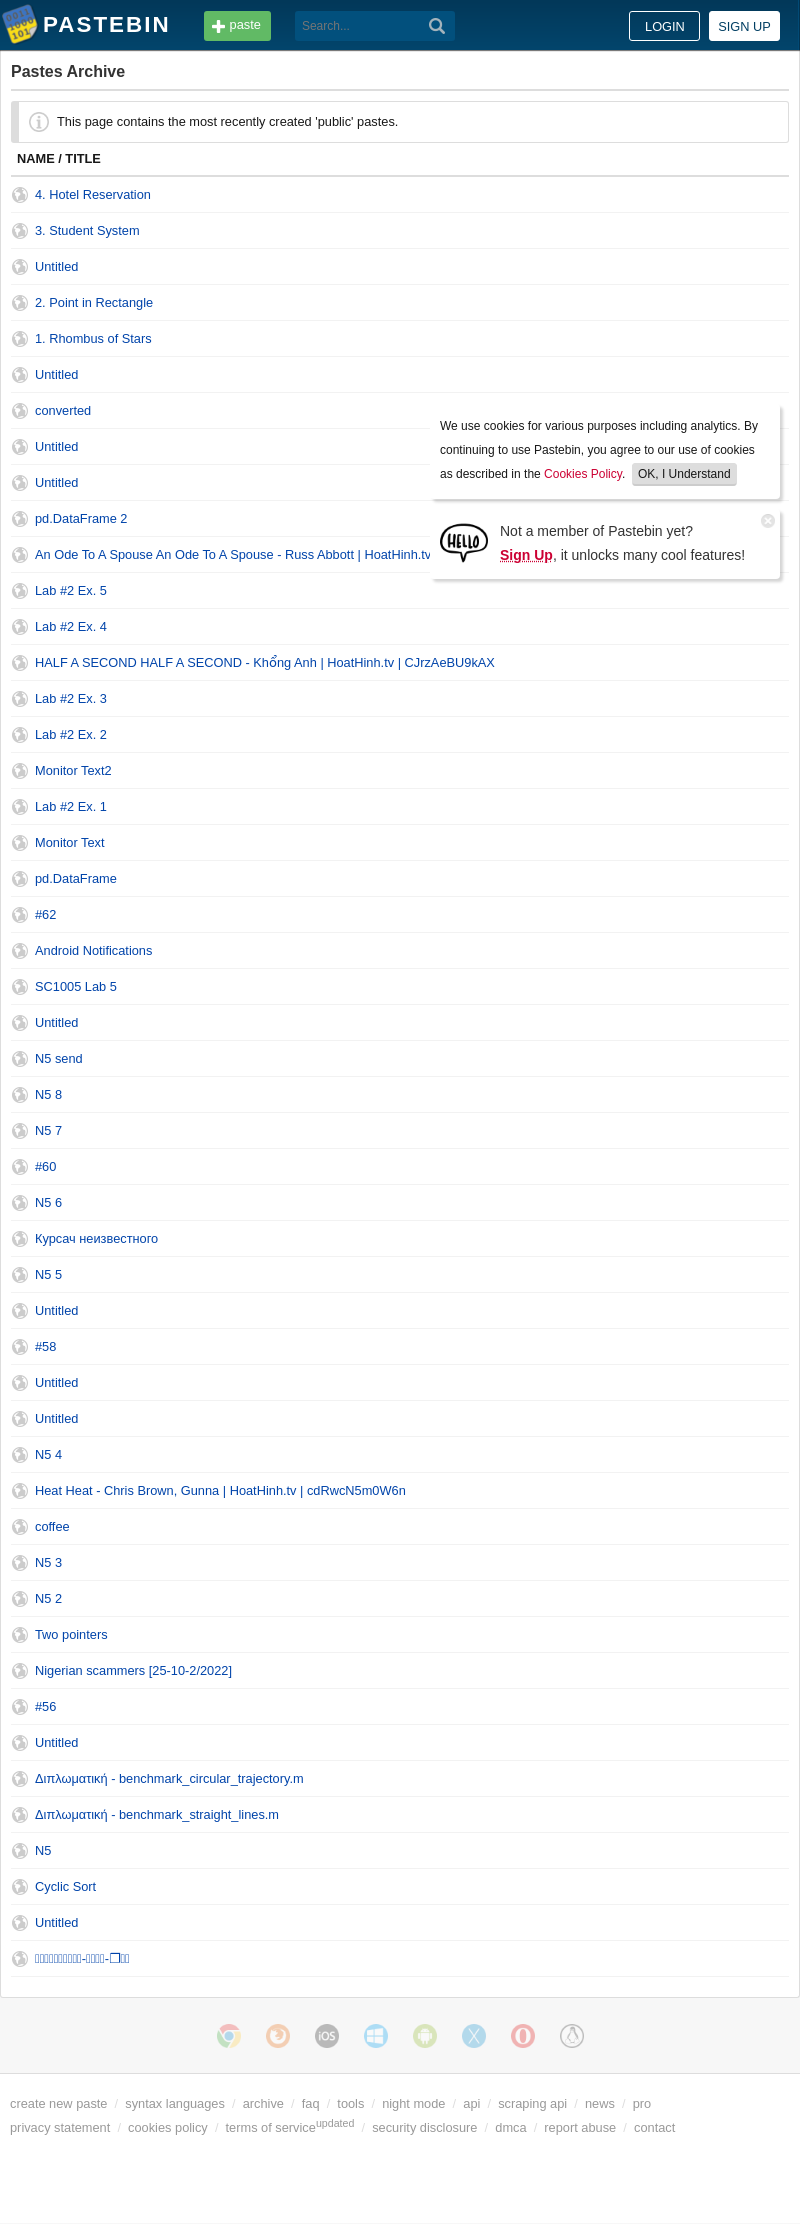 PASTEBIN
paste
Search...
LOGIN
SIGN UP
Pastes Archive
This page contains the most recently created 'public' pastes.
NAME / TITLE
4. Hotel Reservation
3. Student System
Untitled
2. Point in Rectangle
1. Rhombus of Stars
Untitled
converted
Untitled
Untitled
pd.DataFrame 2
An Ode To A Spouse An Ode To A Spouse - Russ Abbott | HoatHinh.tv
We use cookies for various purposes including analytics. By
continuing to use Pastebin, you agree to our use of cookies
as described in the Cookies Policy. OK, I Understand
HELLO
Not a member of Pastebin yet?
Sign Up, it unlocks many cool features!
Lab #2 Ex. 5
Lab #2 Ex. 4
HALF A SECOND HALF A SECOND - Khổng Anh | HoatHinh.tv | CJrzAeBU9kAX
Lab #2 Ex. 3
Lab #2 Ex. 2
Monitor Text2
Lab #2 Ex. 1
Monitor Text
pd.DataFrame
#62
Android Notifications
SC1005 Lab 5
Untitled
N5 send
N5 8
N5 7
#60
N5 6
Курсач неизвестного
N5 5
Untitled
#58
Untitled
Untitled
N5 4
Heat Heat - Chris Brown, Gunna | HoatHinh.tv | cdRwcN5m0W6n
coffee
N5 3
N5 2
Two pointers
Nigerian scammers [25-10-2/2022]
#56
Untitled
Διπλωματική - benchmark_circular_trajectory.m
Διπλωματική - benchmark_straight_lines.m
N5
Cyclic Sort
Untitled
iOS
create new paste / syntax languages / archive / faq / tools / night mode / api / scraping api / news / pro
privacy statement / cookies policy / terms of service updated / security disclosure / dmca / report abuse / contact